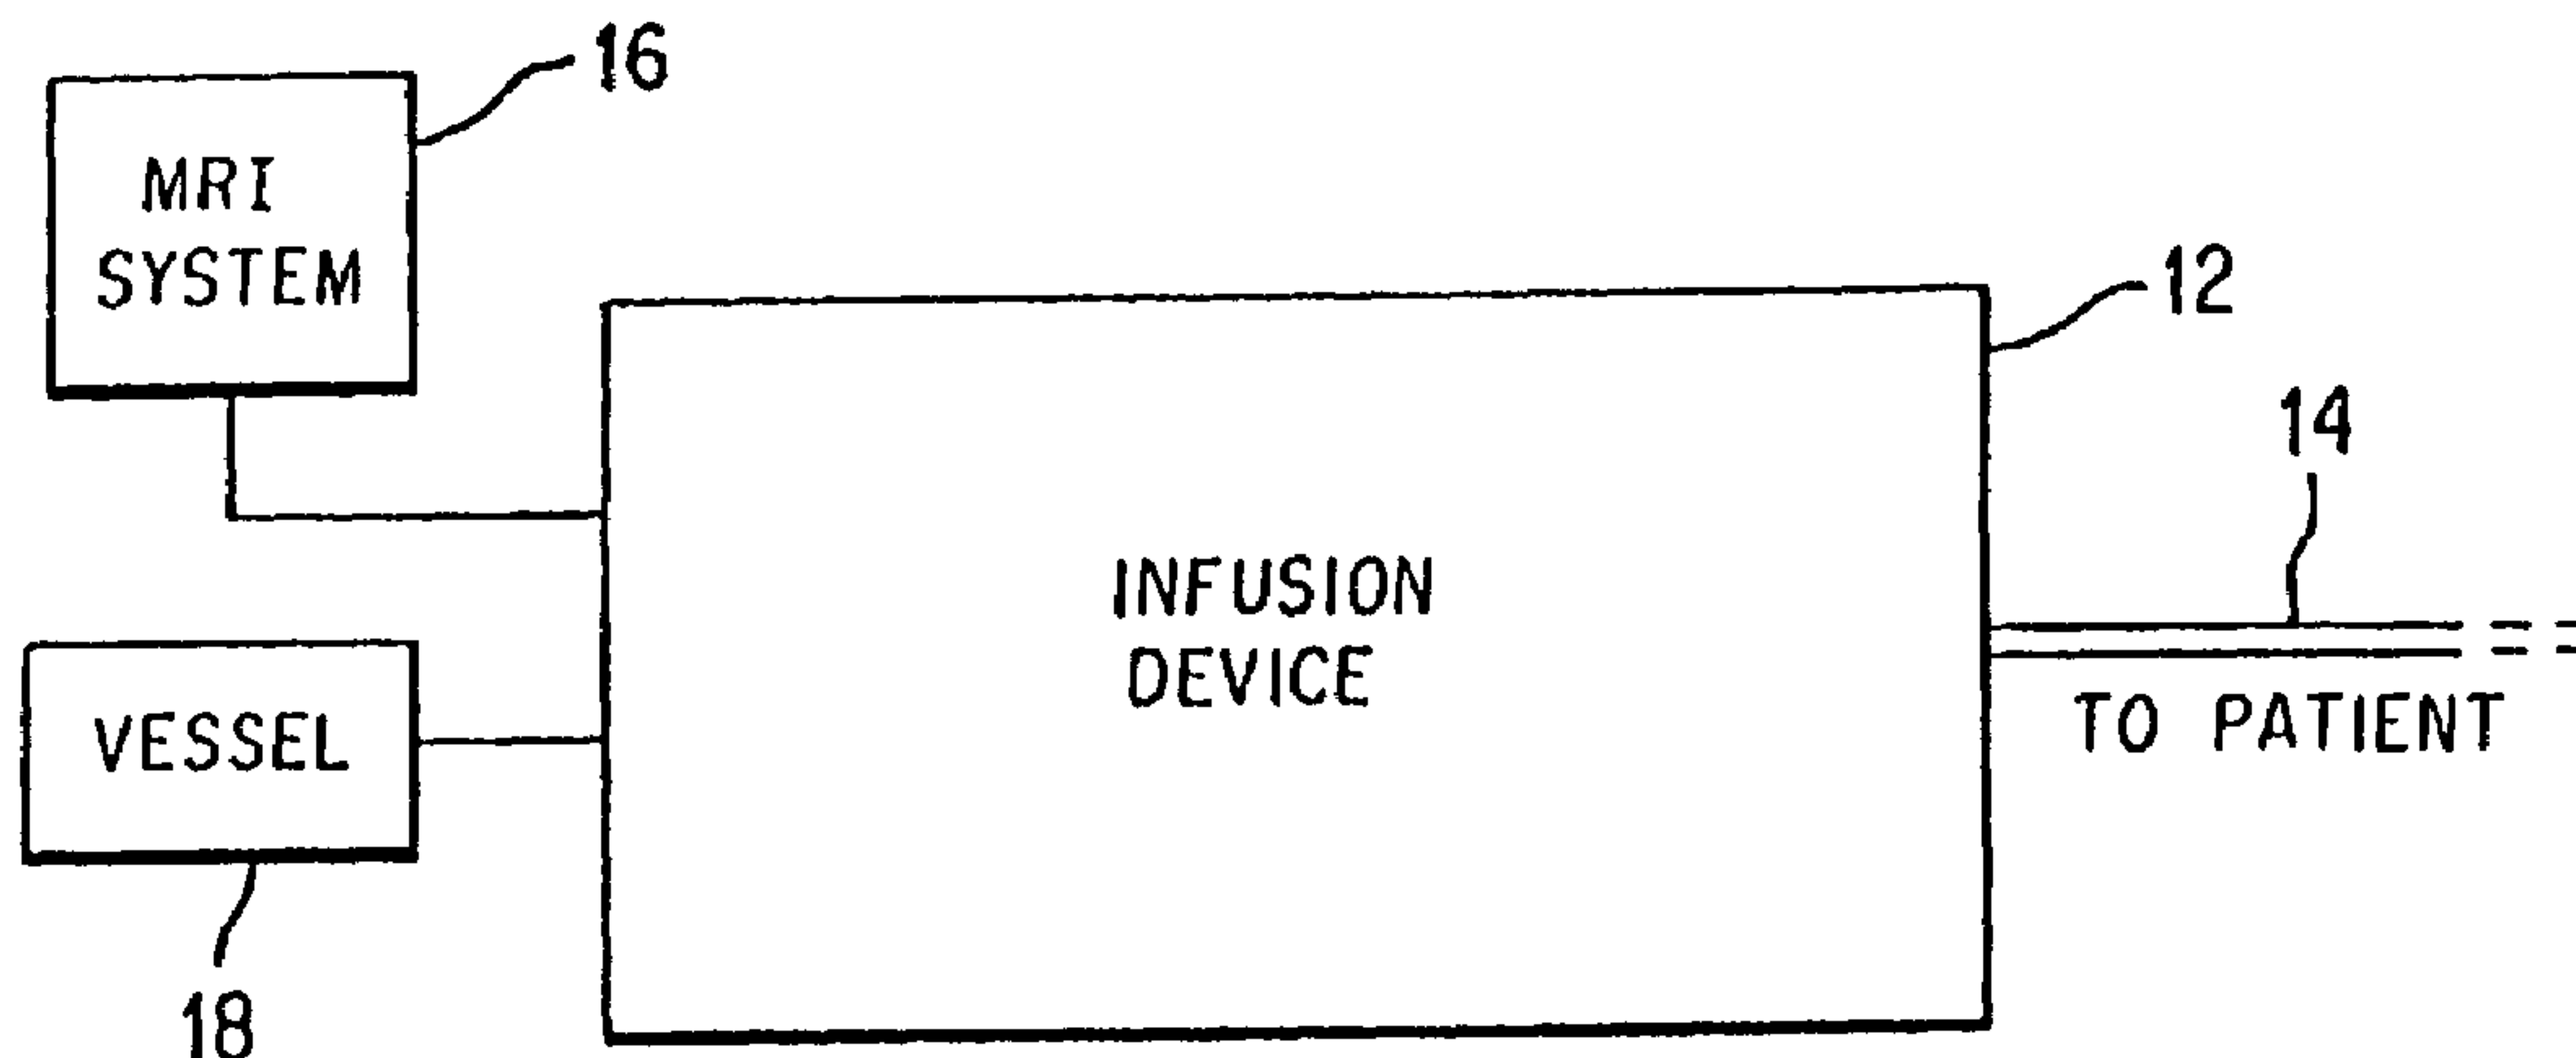 16
MRI
SYSTEM
12
14
INFUSION
DEVICE
VESSEL
TO PATIENT
18